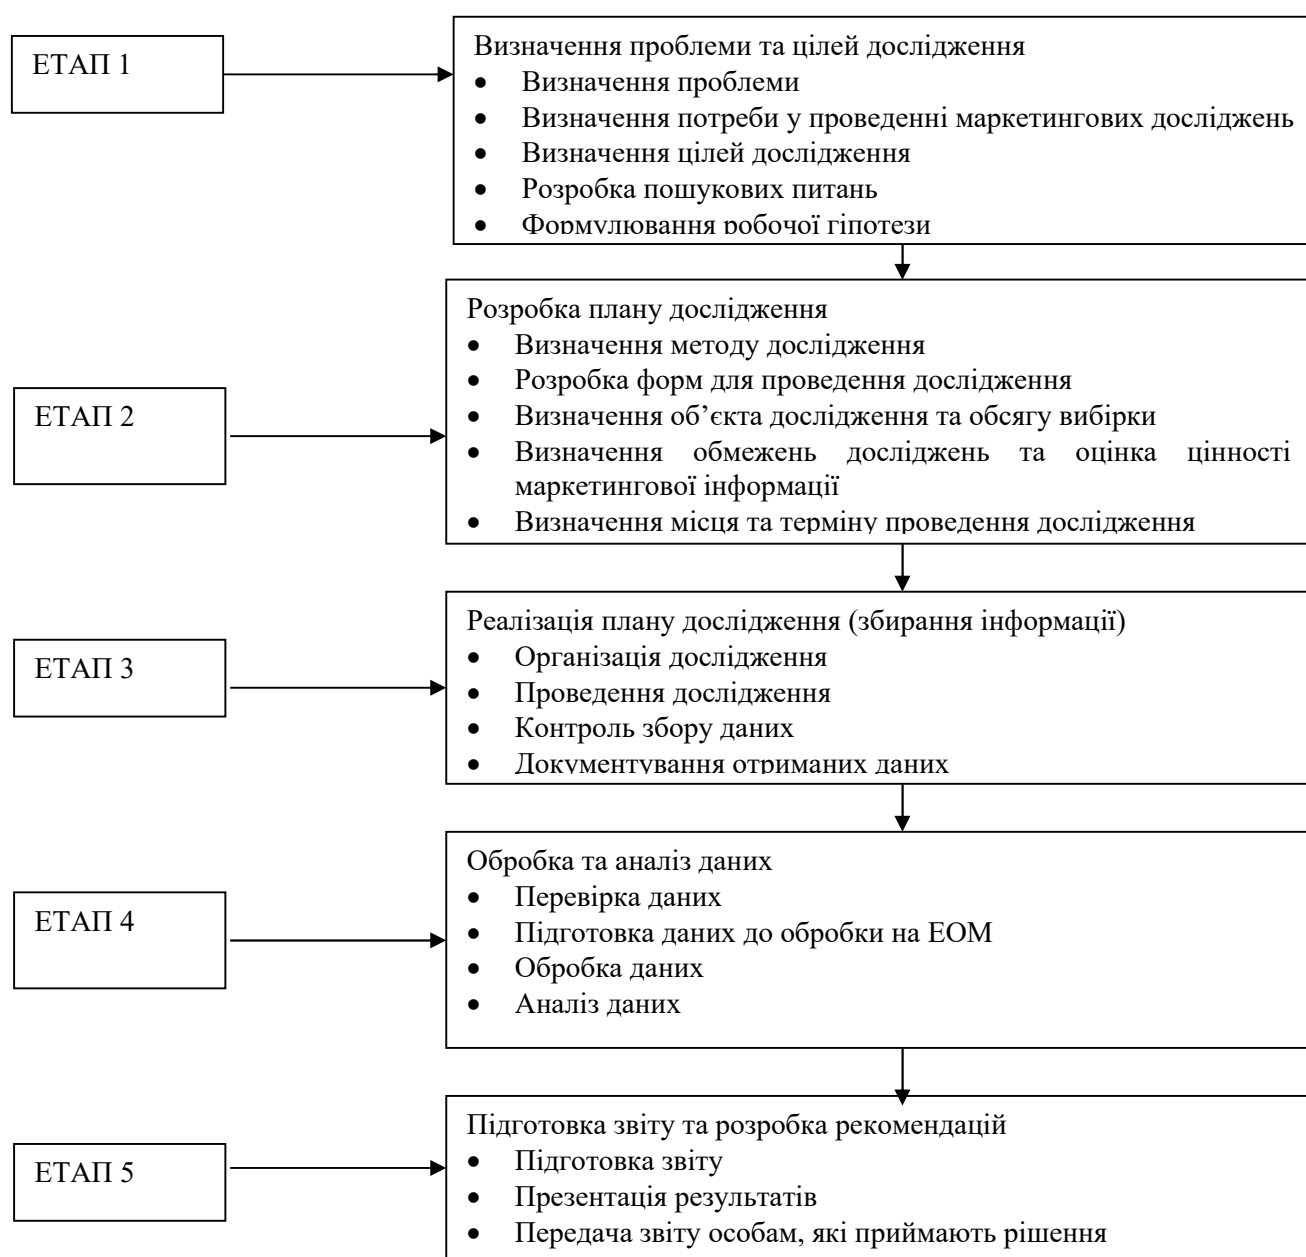 ЕТАП 1
Визначення проблеми та цілей дослідження
• Визначення проблеми
• Визначення потреби у проведенні маркетингових досліджень
• Визначення цілей дослідження
• Розробка пошукових питань
• Формулювання робочої гіпотези
ЕТАП 2
Розробка плану дослідження
• Визначення методу дослідження
• Розробка форм для проведення дослідження
• Визначення об’єкта дослідження та обсягу вибірки
• Визначення обмежень досліджень та оцінка цінності
маркетингової інформації
• Визначення місця та терміну проведення дослідження
ЕТАП 3
Реалізація плану дослідження (збирання інформації)
• Організація дослідження
• Проведення дослідження
• Контроль збору даних
• Документування отриманих даних
ЕТАП 4
Обробка та аналіз даних
• Перевірка даних
• Підготовка даних до обробки на ЕОМ
• Обробка даних
• Аналіз даних
ЕТАП 5
Підготовка звіту та розробка рекомендацій
• Підготовка звіту
• Презентація результатів
• Передача звіту особам, які приймають рішення